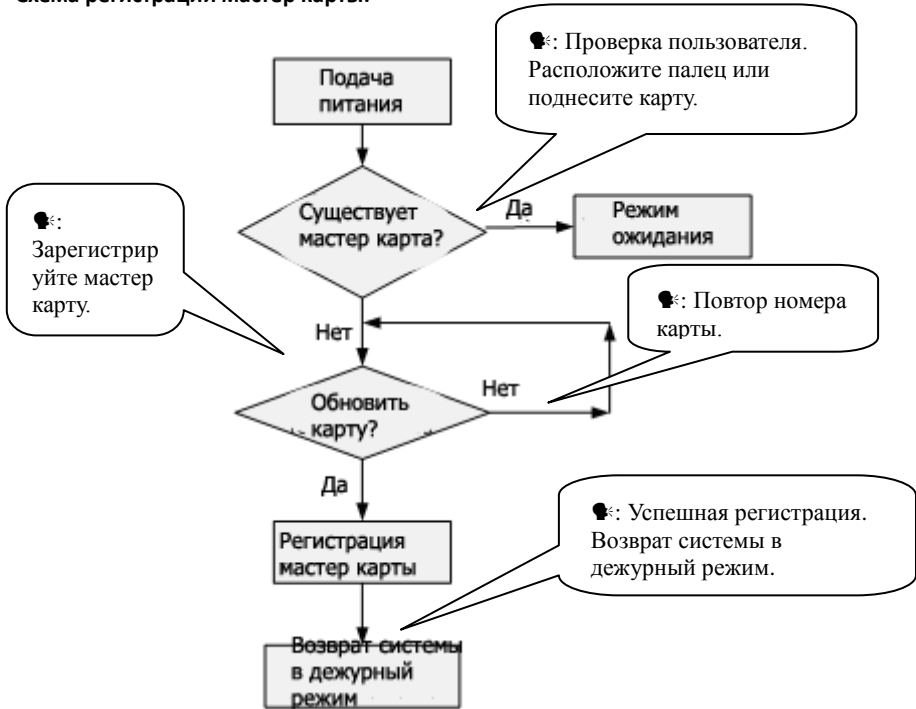 Схема регистрации мастер карты:
🗣: Проверка пользователя.
Расположите палец или
поднесите карту.
Подача
питания
Существует
мастер карта?
Да
Режим
ожидания
🗣:
Зарегистрир
уйте мастер
карту.
🗣: Повтор номера
карты.
Нет
Нет
Обновить
карту?
Да
🗣: Успешная регистрация.
Возврат системы в
дежурный режим.
Регистрация
мастер карты
Возврат системы
в дежурный
режим